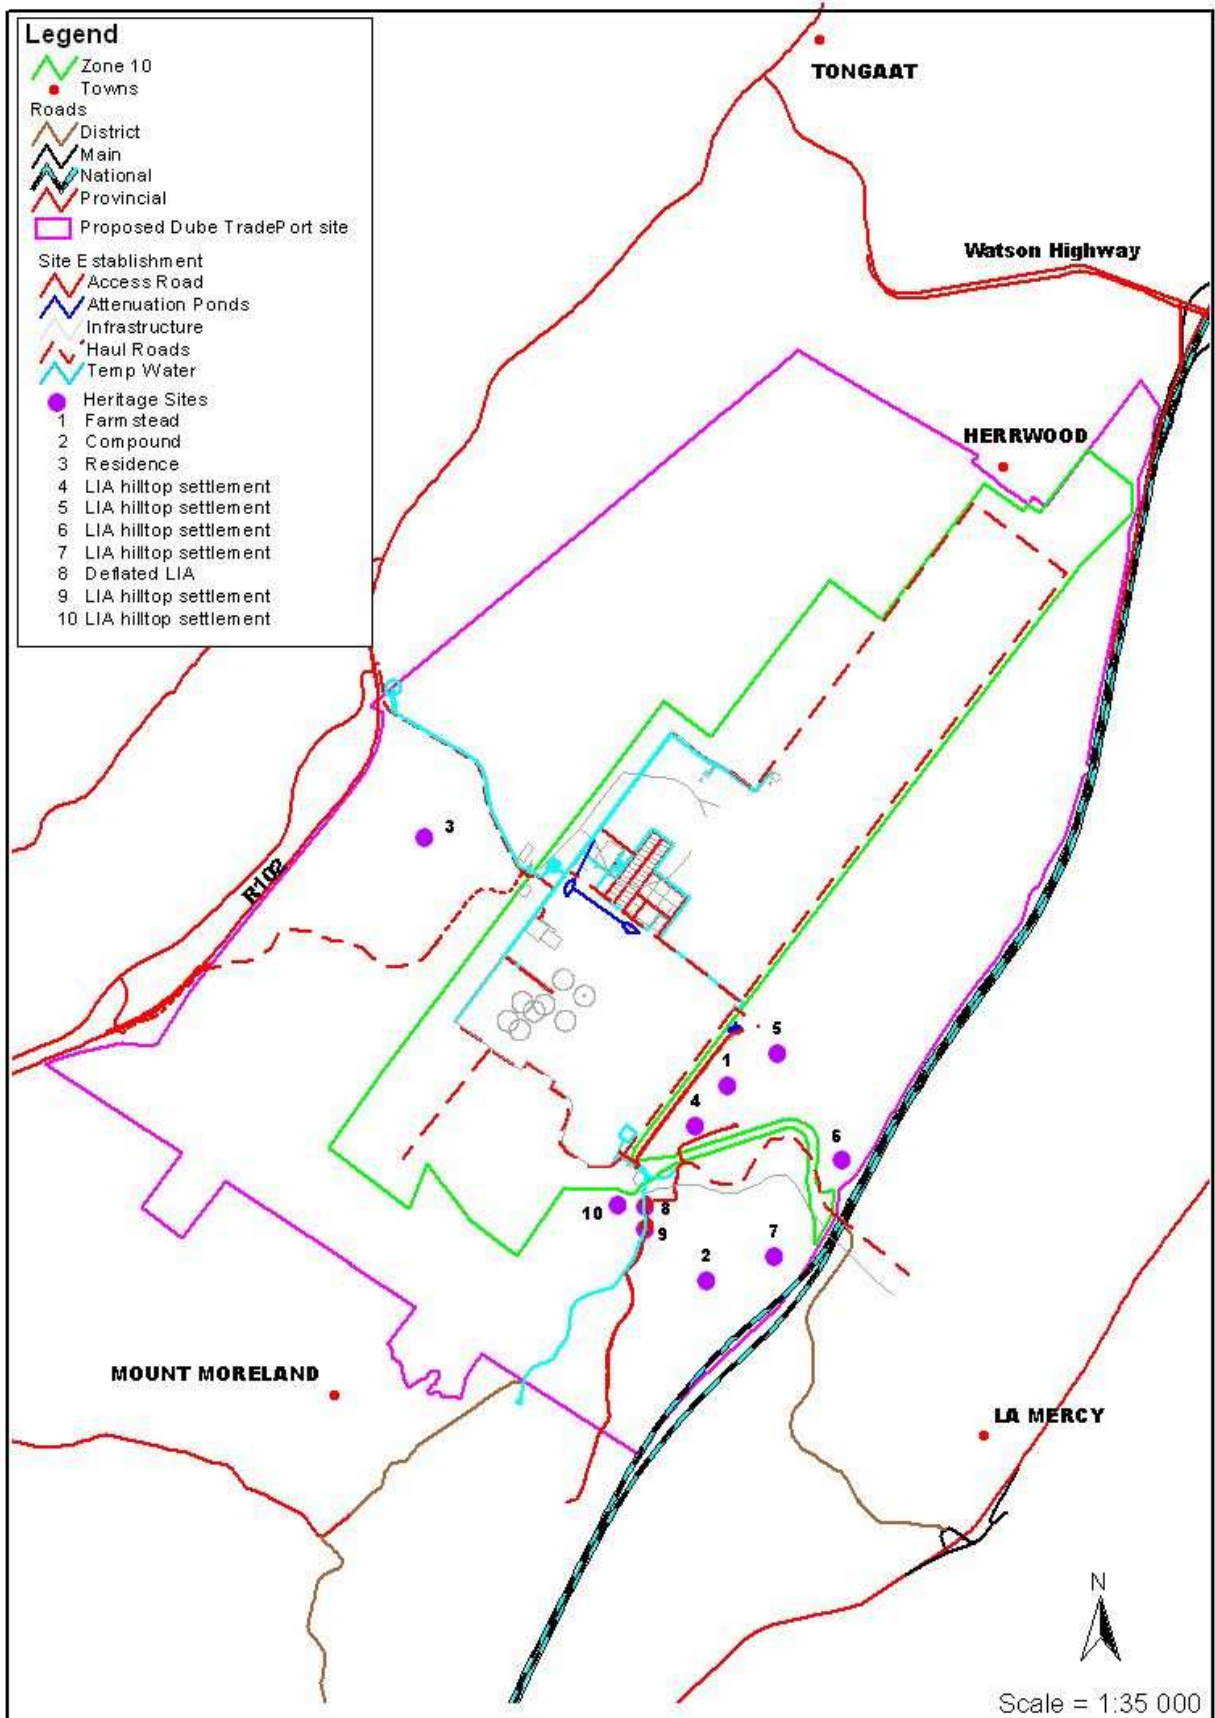 Legend
Zone 10
Towns
Roads
District
Main
National
Provincial
Proposed Dube TradePort site
Site Establishment
Access Road
Attenuation Ponds
Infrastructure
Haul Roads
Temp Water
Heritage Sites
1 Farmstead
2 Compound
3 Residence
4 LIA hilltop settlement
5 LIA hilltop settlement
6 LIA hilltop settlement
7 LIA hilltop settlement
8 Deflated LIA
9 LIA hilltop settlement
10 LIA hilltop settlement
TONGAAT
Watson Highway
HERRWOOD
3
R102
5
1
4
6
10
8
9
7
2
MOUNT MORELAND
LA MERCY
N
Scale = 1:35 000